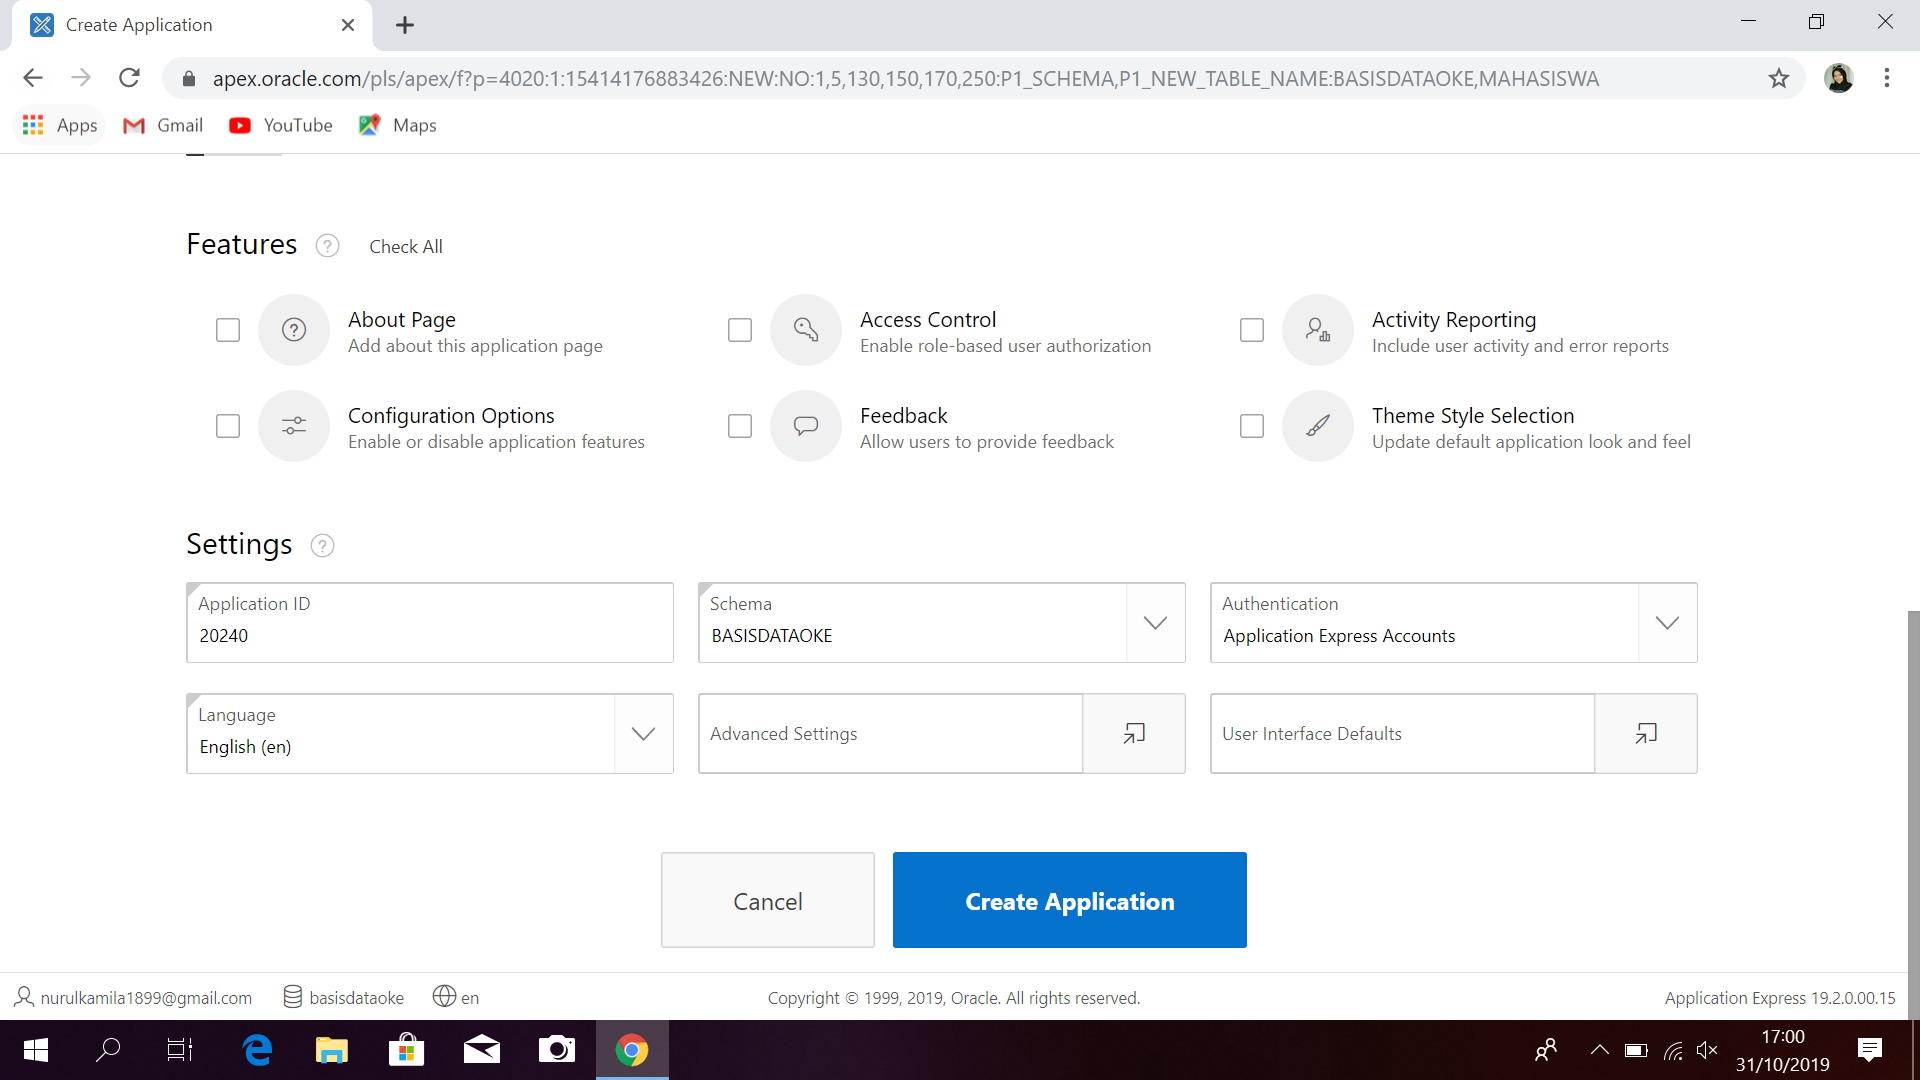 Create Application
apex.oracle.com/pls/apex/f?p=4020:1:15414176883426:NEW:NO:1,5,130,150,170,250:P1_SCHEMA,P1_NEW_TABLE_NAME:BASISDATAOKE,MAHASISWA
Apps Gmail YouTube Maps
Features ? Check All
About Page
Add about this application page
Access Control
Enable role-based user authorization
Activity Reporting
Include user activity and error reports
Configuration Options
Enable or disable application features
Feedback
Allow users to provide feedback
Theme Style Selection
Update default application look and feel
Settings ?
Application ID
20240
Schema
BASISDATAOKE
Authentication
Application Express Accounts
Language
English (en)
Advanced Settings
User Interface Defaults
Cancel
Create Application
nurulkamila1899@gmail.com basisdataoke en
Copyright © 1999, 2019, Oracle. All rights reserved.
Application Express 19.2.0.00.15
17:00
31/10/2019